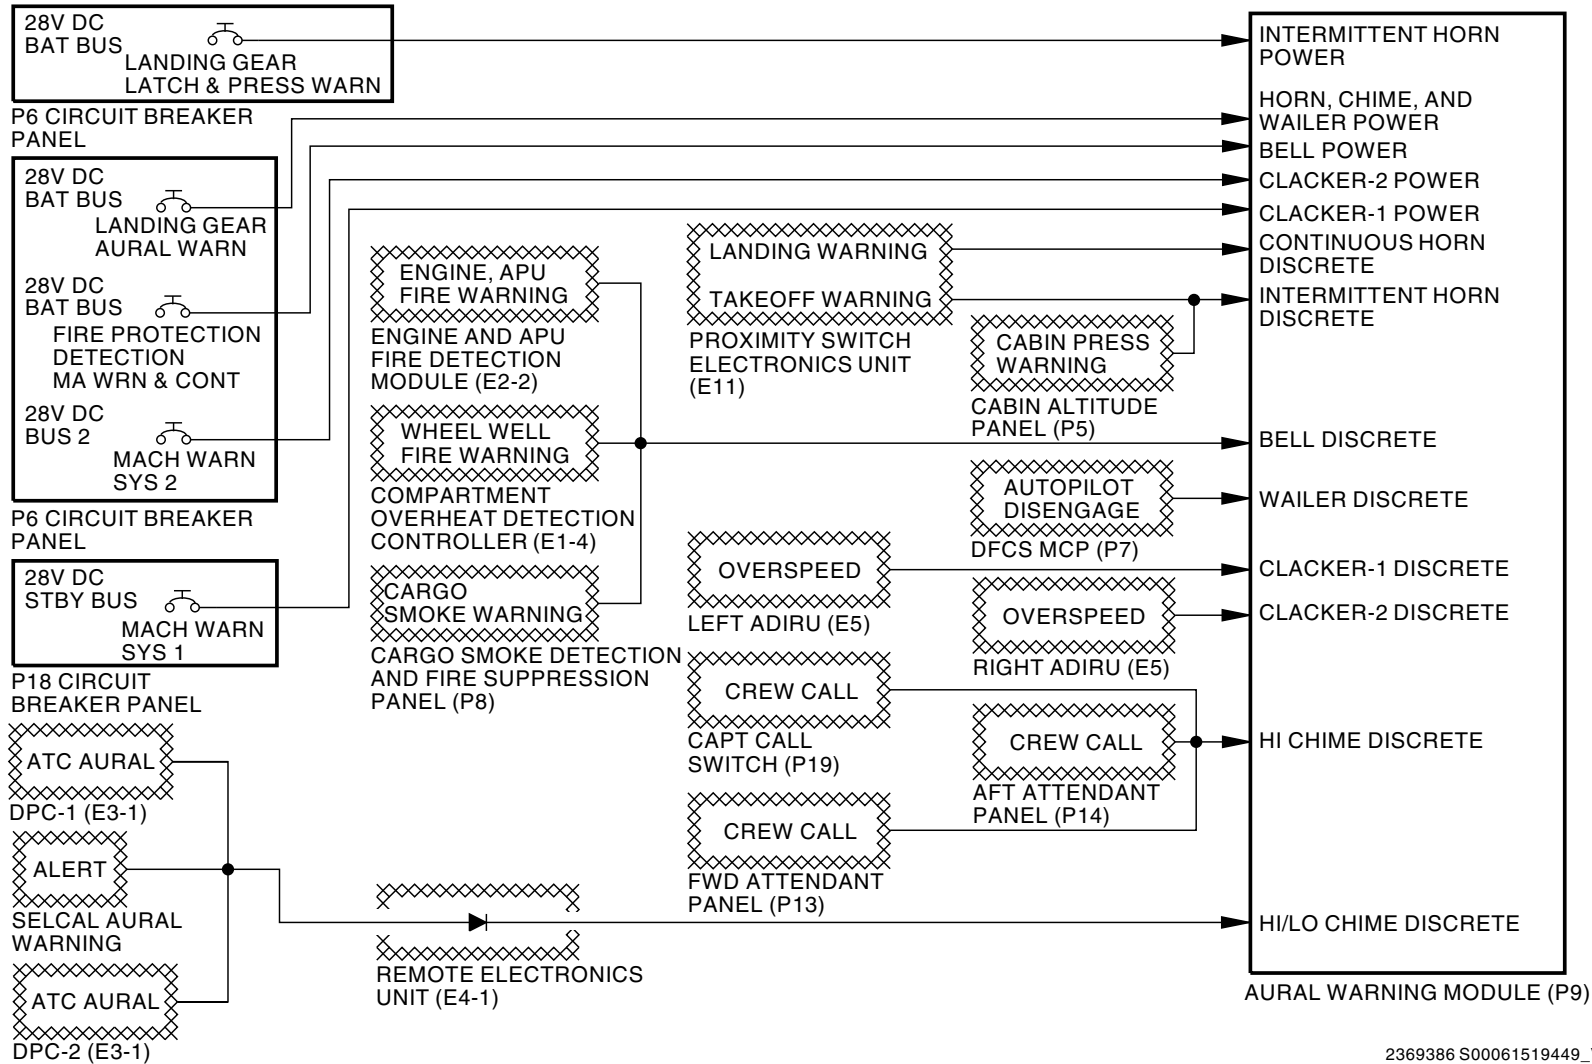 28V DC
BAT BUS
LANDING GEAR
LATCH & PRESS WARN
P6 CIRCUIT BREAKER
PANEL
28V DC
BAT BUS
LANDING GEAR
AURAL WARN
28V DC
BAT BUS
FIRE PROTECTION
DETECTION
MA WRN & CONT
28V DC
BUS 2
MACH WARN
SYS 2
P6 CIRCUIT BREAKER
PANEL
28V DC
STBY BUS
MACH WARN
SYS 1
P18 CIRCUIT
BREAKER PANEL
ATC AURAL
DPC-1 (E3-1)
ALERT
SELCAL AURAL
WARNING
ATC AURAL
DPC-2 (E3-1)
ENGINE, APU
FIRE WARNING
ENGINE AND APU
FIRE DETECTION
MODULE (E2-2)
WHEEL WELL
FIRE WARNING
COMPARTMENT
OVERHEAT DETECTION
CONTROLLER (E1-4)
CARGO
SMOKE WARNING
CARGO SMOKE DETECTION
AND FIRE SUPPRESSION
PANEL (P8)
REMOTE ELECTRONICS
UNIT (E4-1)
LANDING WARNING
TAKEOFF WARNING
PROXIMITY SWITCH
ELECTRONICS UNIT
(E11)
CABIN PRESS
WARNING
CABIN ALTITUDE
PANEL (P5)
AUTOPILOT
DISENGAGE
DFCS MCP (P7)
OVERSPEED
LEFT ADIRU (E5)
OVERSPEED
RIGHT ADIRU (E5)
CREW CALL
CAPT CALL
SWITCH (P19)
CREW CALL
AFT ATTENDANT
PANEL (P14)
CREW CALL
FWD ATTENDANT
PANEL (P13)
INTERMITTENT HORN
POWER
HORN, CHIME, AND
WAILER POWER
BELL POWER
CLACKER-2 POWER
CLACKER-1 POWER
CONTINUOUS HORN
DISCRETE
INTERMITTENT HORN
DISCRETE
BELL DISCRETE
WAILER DISCRETE
CLACKER-1 DISCRETE
CLACKER-2 DISCRETE
HI CHIME DISCRETE
HI/LO CHIME DISCRETE
AURAL WARNING MODULE (P9)
2369386 S00061519449_